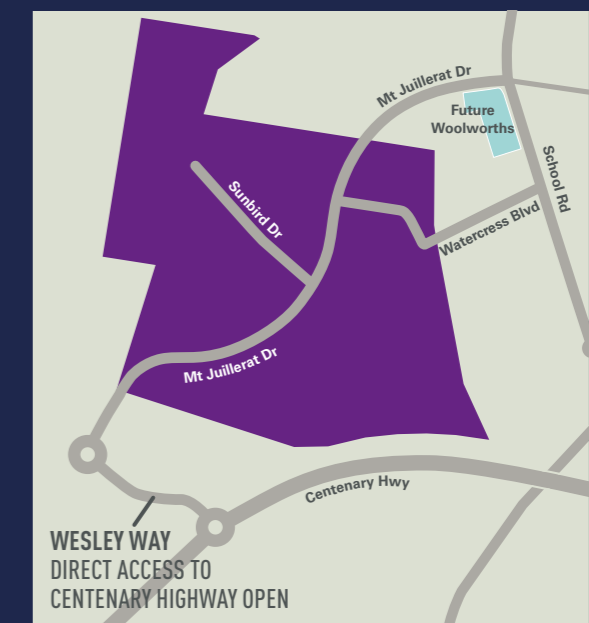 Mt Juillerat Dr
Future
Woolworths
School Rd
Sunbird Dr
Watercress Blvd
Mt Juillerat Dr
Centenary Hwy
WESLEY WAY
DIRECT ACCESS TO
CENTENARY HIGHWAY OPEN